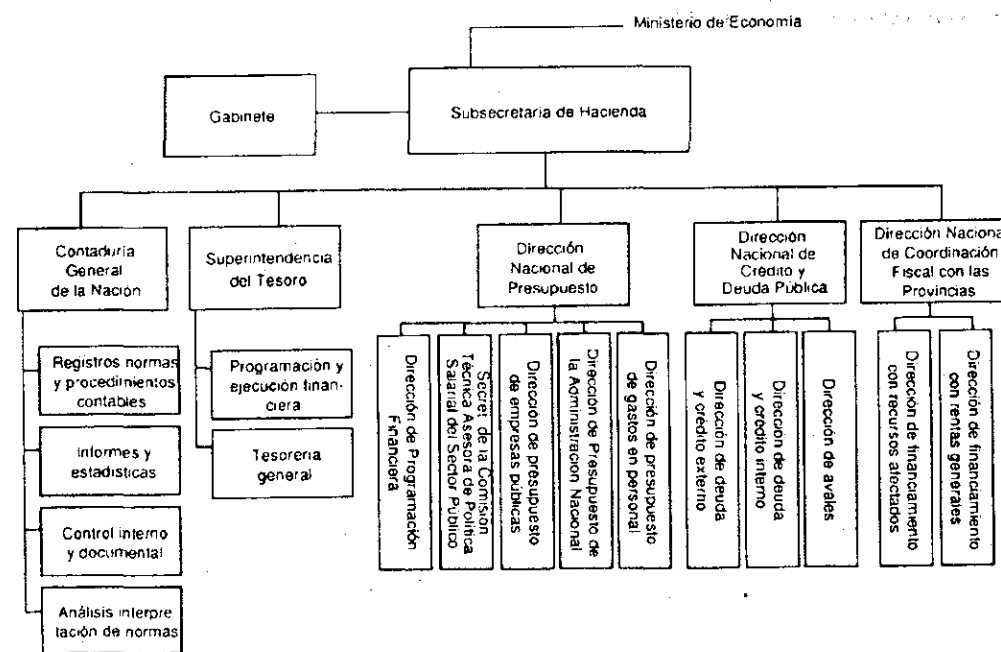 Ministerio de Economía
Gabinete
Subsecretaria de Hacienda
Contaduría
General
de la Nación
Superintendencia
del Tesoro
Dirección
Nacional de
Presupuesto
Dirección
Nacional de
Crédito y
Deuda Pública
Dirección Nacional
de Coordinación
Fiscal con las
Provincias
Registros normas
y procedimientos
contables
Informes y
estadísticas
Control interno
y documental
Análisis interpre
tación de normas
Programación y
ejecución finan-
ciera
Tesoreria
general
Dirección de Programación
Financiera
Secret de la Comisión
Técnica Asesora de Política
Salarial del Sector Público
Dirección de presupuesto
de empresas públicas
Dirección de Presupuesto de
la Administración Nacional
Dirección de presupuesto
de gastos en personal
Dirección de deuda
y crédito externo
Dirección de deuda
y crédito interno
Dirección de avales
Dirección de financiamiento
con recursos afectados
Dirección de financiamiento
con rentas generales